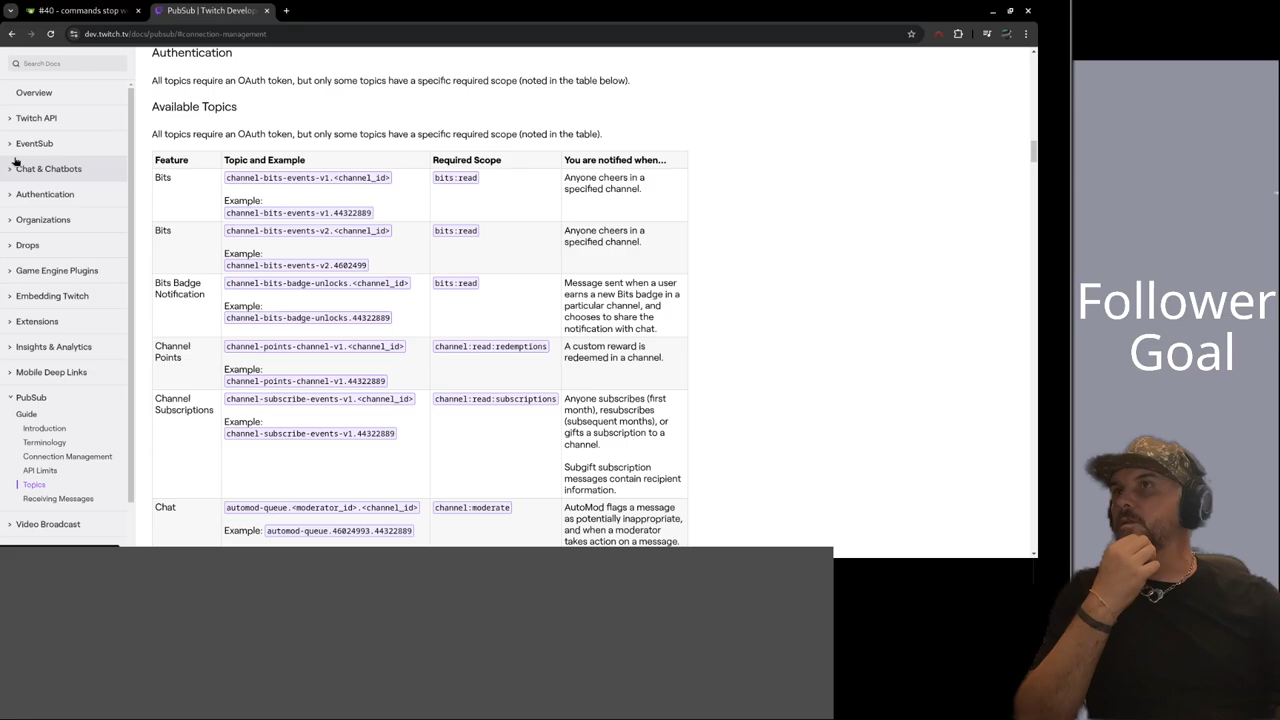 #40 - commands stop w
PubSub | Twitch Develop
dev.twitch.tv/docs/pubsub/#connection-management
Search Docs
Overview
Twitch API
EventSub
Chat & Chatbots
Authentication
Organizations
Drops
Game Engine Plugins
Embedding Twitch
Extensions
Insights & Analytics
Mobile Deep Links
PubSub
Guide
Introduction
Terminology
Connection Management
API Limits
Topics
Receiving Messages
Video Broadcast
Authentication
All topics require an OAuth token, but only some topics have a specific required scope (noted in the table below).
Available Topics
All topics require an OAuth token, but only some topics have a specific required scope (noted in the table).
Feature Topic and Example Required Scope You are notified when...
Bits channel-bits-events-v1.<channel_id> bits:read Anyone cheers in a
specified channel.
Example:
channel-bits-events-v1.44322889
Bits channel-bits-events-v2.<channel_id> bits:read Anyone cheers in a
specified channel.
Example:
channel-bits-events-v2.4602499
Bits Badge channel-bits-badge-unlocks.<channel_id> bits:read Message sent when a user
Notification earns a new Bits badge in a
Example: particular channel, and
channel-bits-badge-unlocks.44322889 chooses to share the
notification with chat.
Channel channel-points-channel-v1.<channel_id> channel:read:redemptions A custom reward is
Points redeemed in a channel.
Example:
channel-points-channel-v1.44322889
Channel channel-subscribe-events-v1.<channel_id> channel:read:subscriptions Anyone subscribes (first
Subscriptions month), resubscribes
Example: (subsequent months), or
channel-subscribe-events-v1.44322889 gifts a subscription to a
channel.
Subgift subscription
messages contain recipient
information.
Chat automod-queue.<moderator_id>.<channel_id> channel:moderate AutoMod flags a message
as potentially inappropriate,
Example: automod-queue.46024993.44322889 and when a moderator
takes action on a message.
Follower
Goal